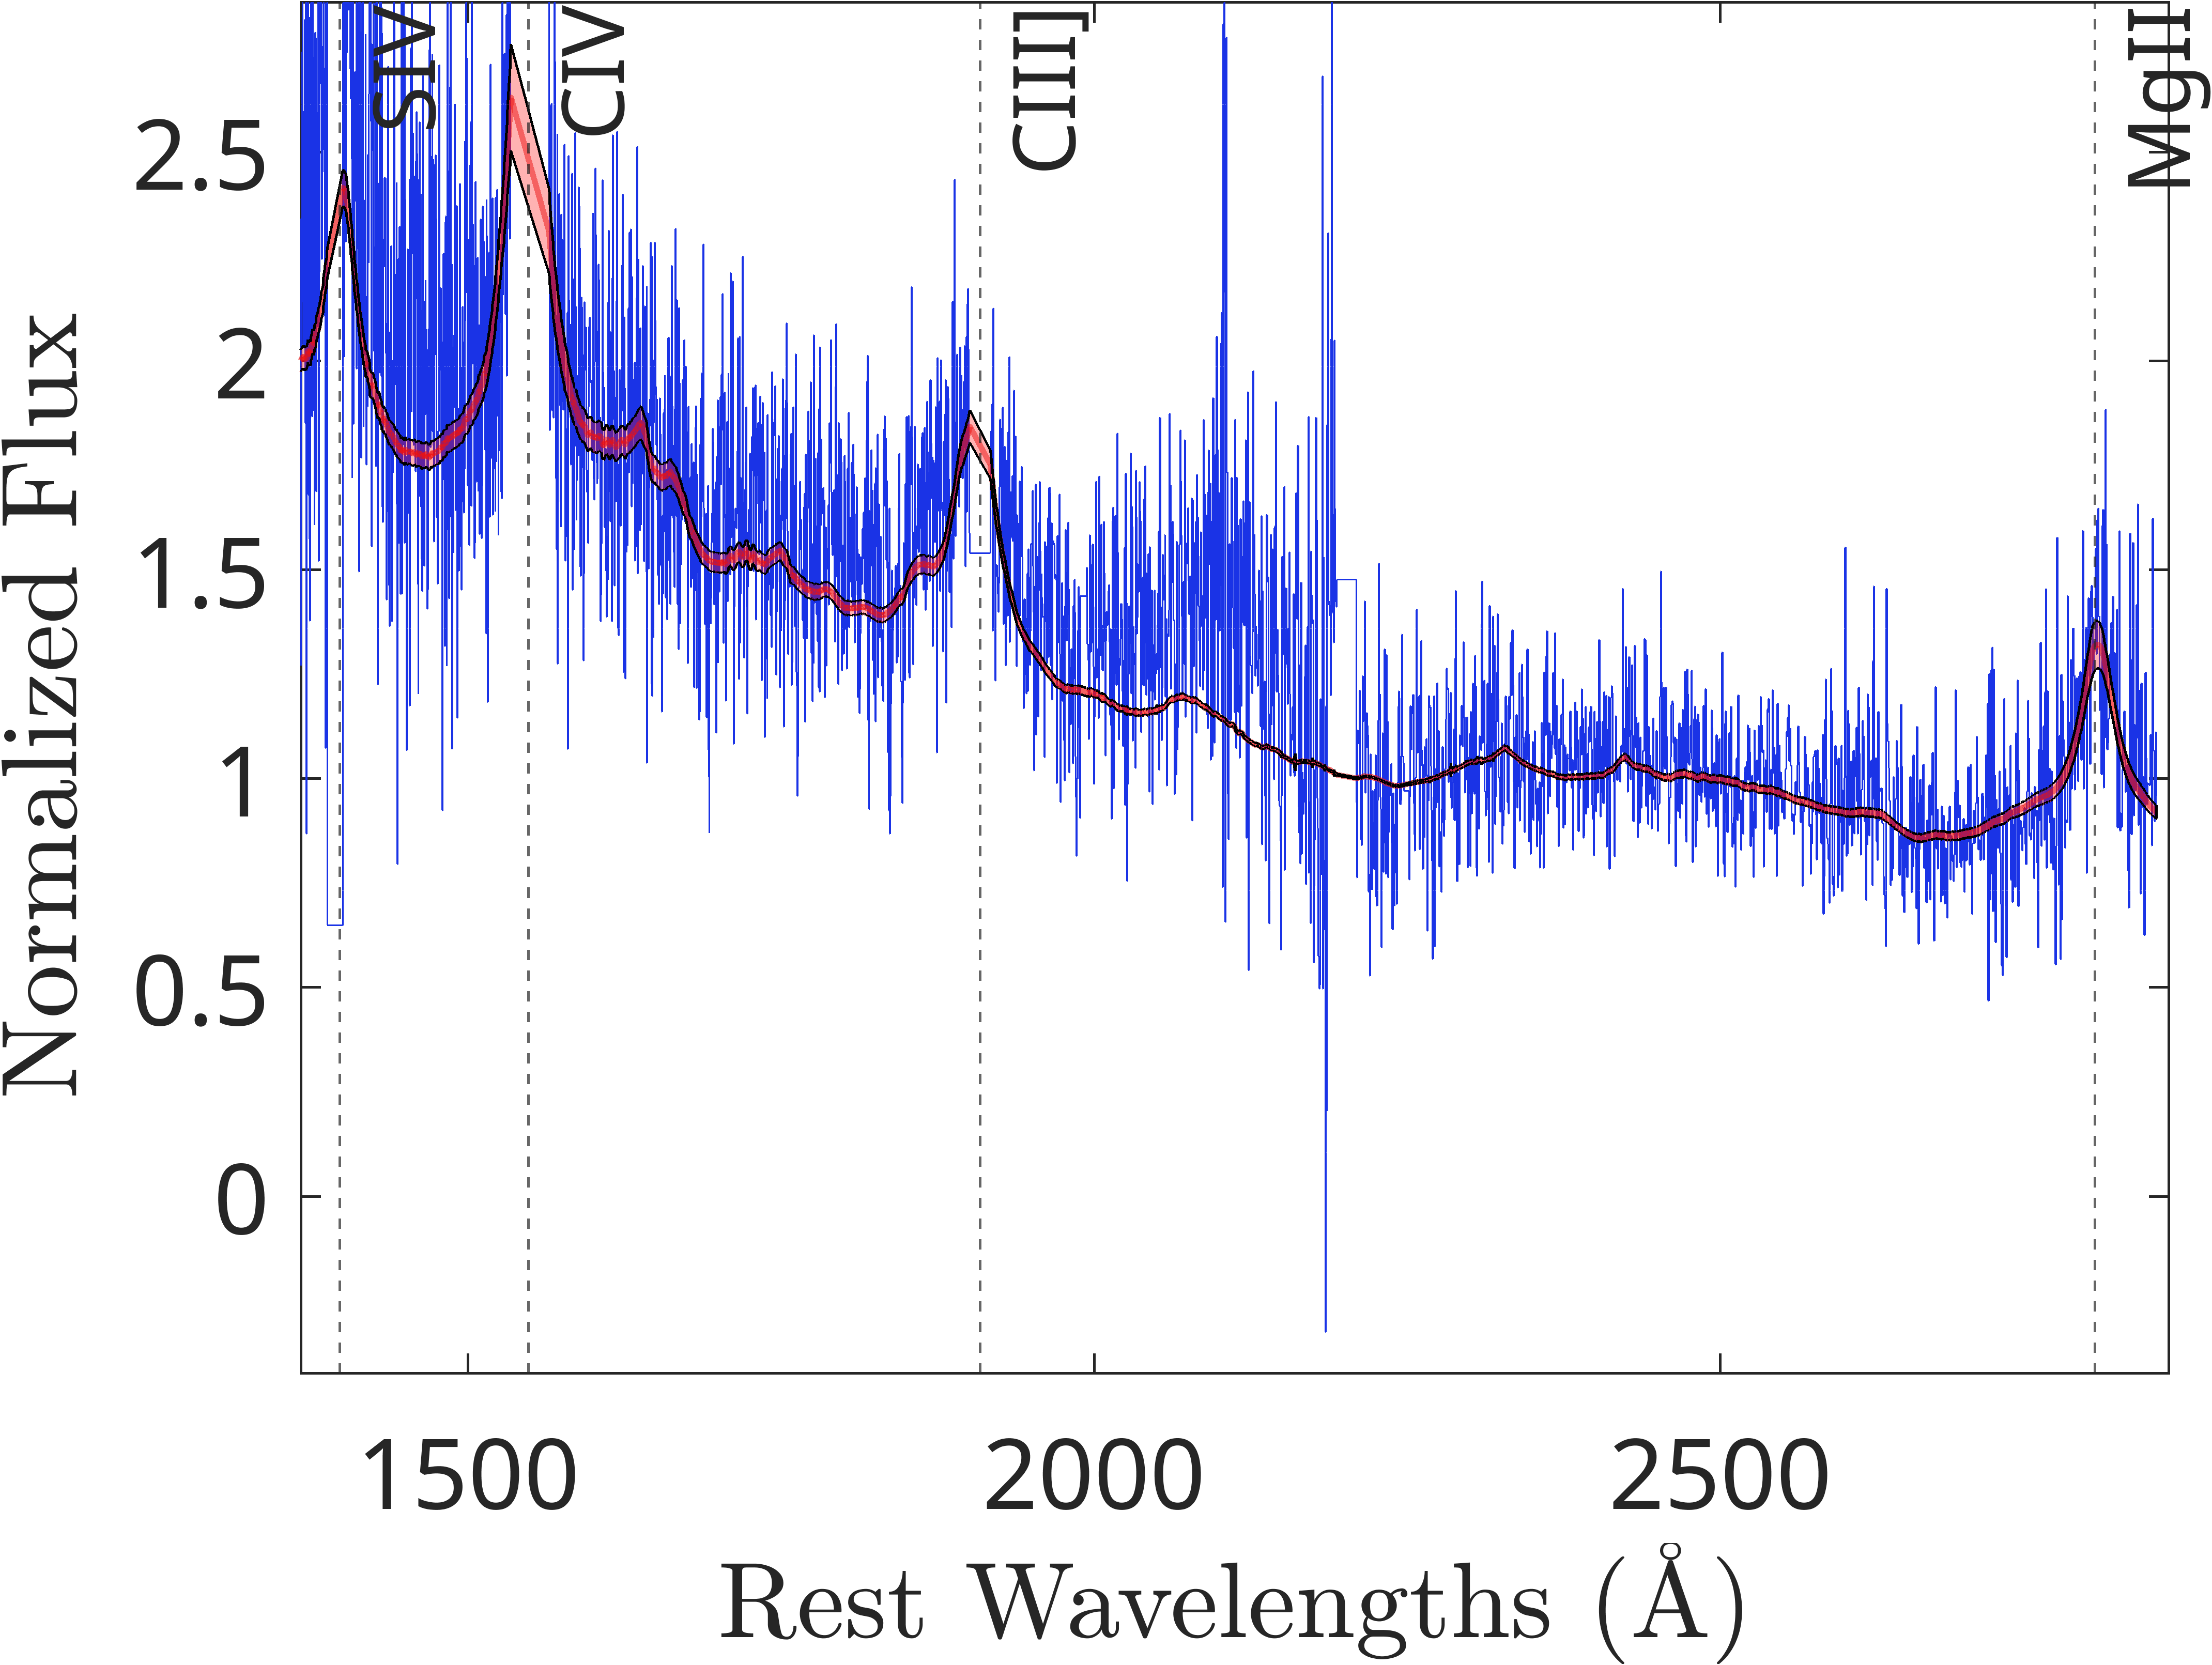 SIV
CIV
CIII]
MgII
Normalized Flux
2.5
2
1.5
1
0.5
0
1500
2000
2500
Rest Wavelengths (Å)